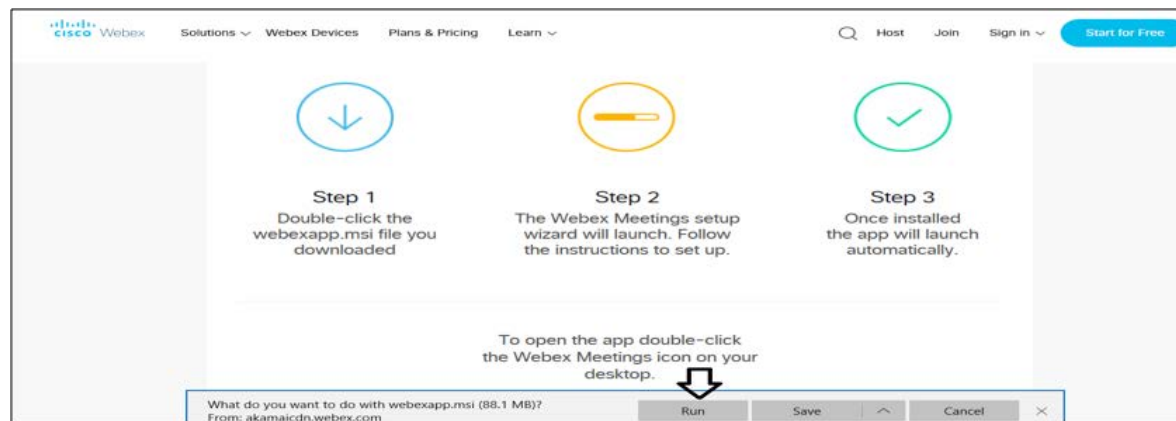 CISCO Webex Solutions Webex Devices Plans & Pricing Learn Host Join Sign in Start for Free
Step 1
Double-click the
webexapp.msi file you
downloaded
Step 2
The Webex Meetings setup
wizard will launch. Follow
the instructions to set up.
Step 3
Once installed
the app will launch
automatically.
To open the app double-click
the Webex Meetings icon on your
desktop.
What do you want to do with webexapp.msi (88.1 MB)?
From: akamaicdn.webex.com
Run Save Cancel